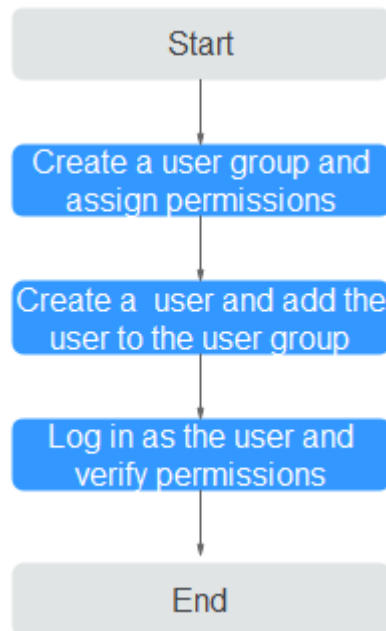 Start
Create a user group and
assign permissions
Create a  user and add the
user to the user group
Log in as the user and
verify permissions
End